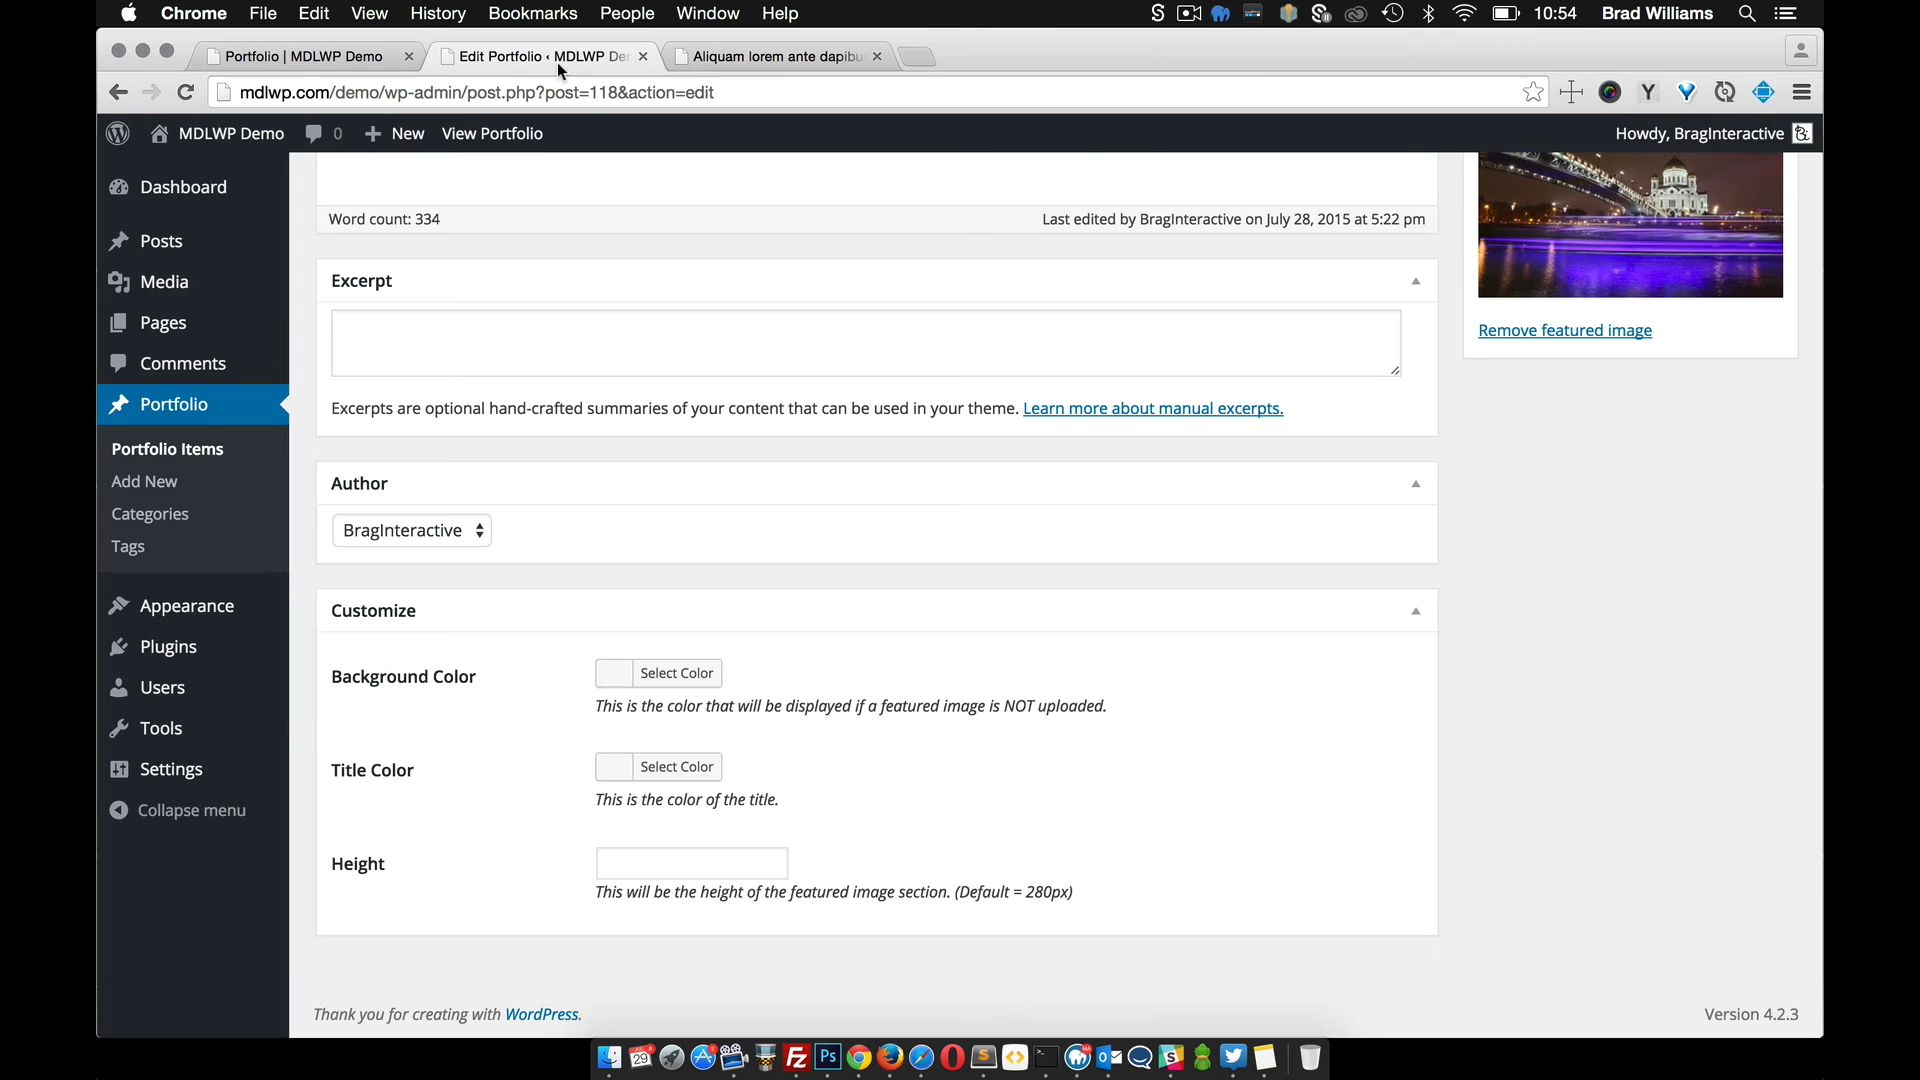 Chrome File Edit View History Bookmarks People Window Help 10:54 Brad Williams
Portfolio | MDLWP Demo Edit Portfolio ‹ MDLWP Der Aliquam lorem ante dapibu
mdlwp.com/demo/wp-admin/post.php?post=118&action=edit
MDLWP Demo 0 New View Portfolio Howdy, BragInteractive
Dashboard
Posts
Media
Pages
Comments
Portfolio
Portfolio Items
Add New
Categories
Tags
Appearance
Plugins
Users
Tools
Settings
Collapse menu
Word count: 334 Last edited by BragInteractive on July 28, 2015 at 5:22 pm
Excerpt
Excerpts are optional hand-crafted summaries of your content that can be used in your theme. Learn more about manual excerpts.
Author
BragInteractive
Customize
Background Color Select Color
This is the color that will be displayed if a featured image is NOT uploaded.
Title Color Select Color
This is the color of the title.
Height
This will be the height of the featured image section. (Default = 280px)
Remove featured image
Thank you for creating with WordPress. Version 4.2.3
29 Fz Ps